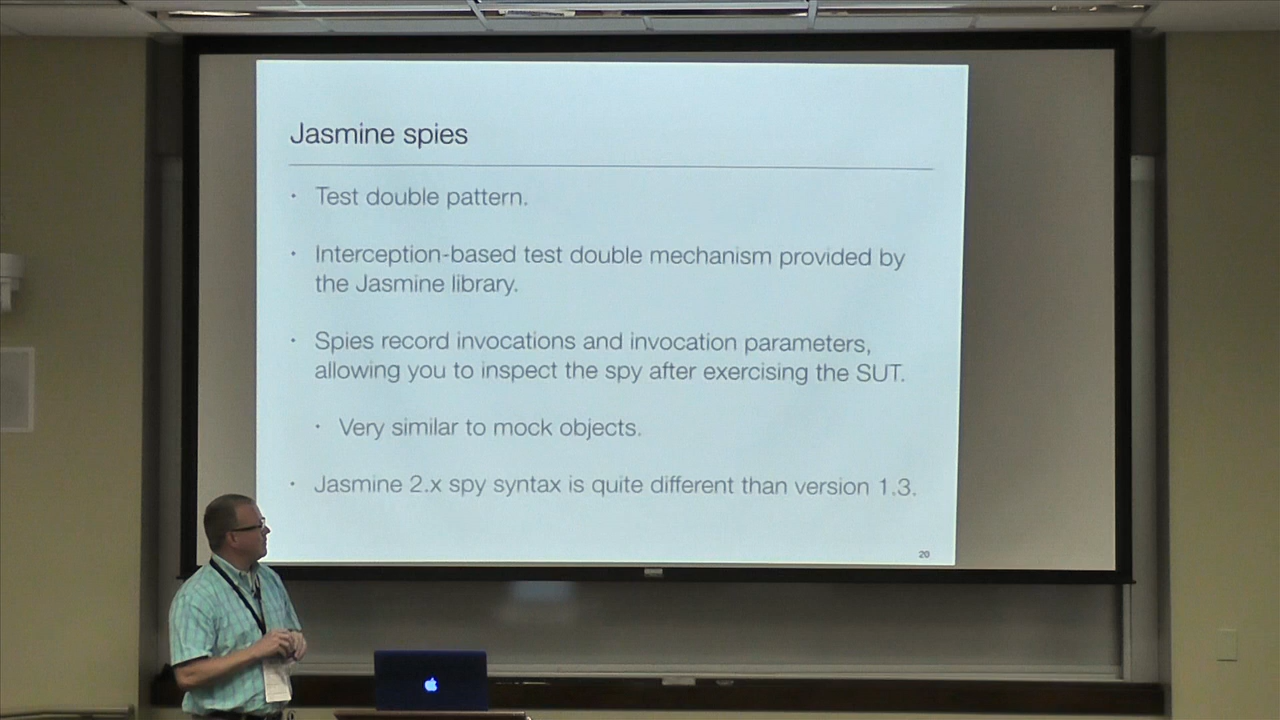 Jasmine spies
• Test double pattern.
• Interception-based test double mechanism provided by
the Jasmine library.
• Spies record invocations and invocation parameters,
allowing you to inspect the spy after exercising the SUT.
• Very similar to mock objects.
• Jasmine 2.x spy syntax is quite different than version 1.3.
20